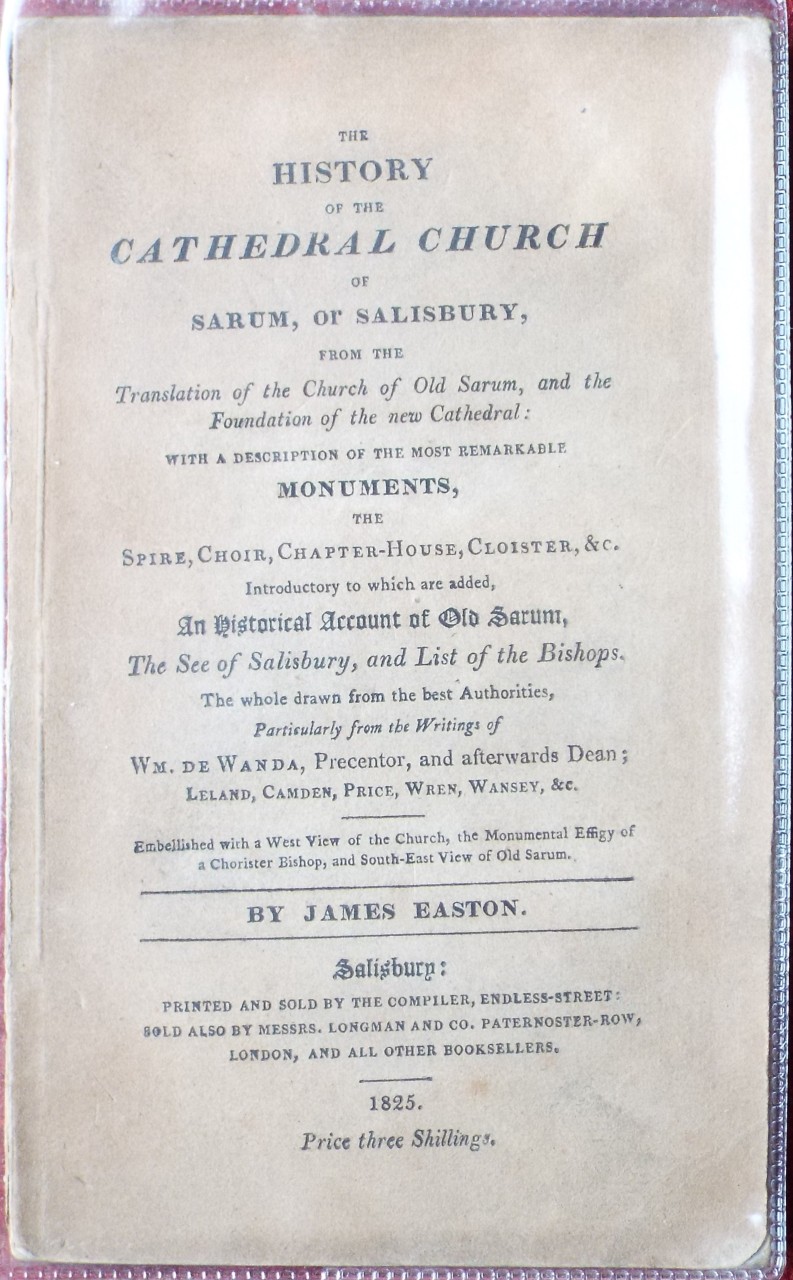 THE
HISTORY
OF THE
CATHEDRAL CHURCH
OF
SARUM, or SALISBURY,
FROM THE
Translation of the Church of Old Sarum, and the
Foundation of the new Cathedral:
WITH A DESCRIPTION OF THE MOST REMARKABLE
MONUMENTS,
THE
SPIRE, CHOIR, CHAPTER-HOUSE, CLOISTER, &c.
Introductory to which are added,
An Historical Account of Old Sarum,
The See of Salisbury, and List of the Bishops.
The whole drawn from the best Authorities,
Particularly from the Writings of
WM. DE WANDA, Precentor, and afterwards Dean;
LELAND, CAMDEN, PRICE, WREN, WANSEY, &c.
Embellished with a West View of the Church, the Monumental Effigy of
a Chorister Bishop, and South-East View of Old Sarum.
BY JAMES EASTON.
Salisbury:
PRINTED AND SOLD BY THE COMPILER, ENDLESS-STREET:
SOLD ALSO BY MESSRS. LONGMAN AND CO. PATERNOSTER-ROW,
LONDON, AND ALL OTHER BOOKSELLERS.
1825.
Price three Shillings.